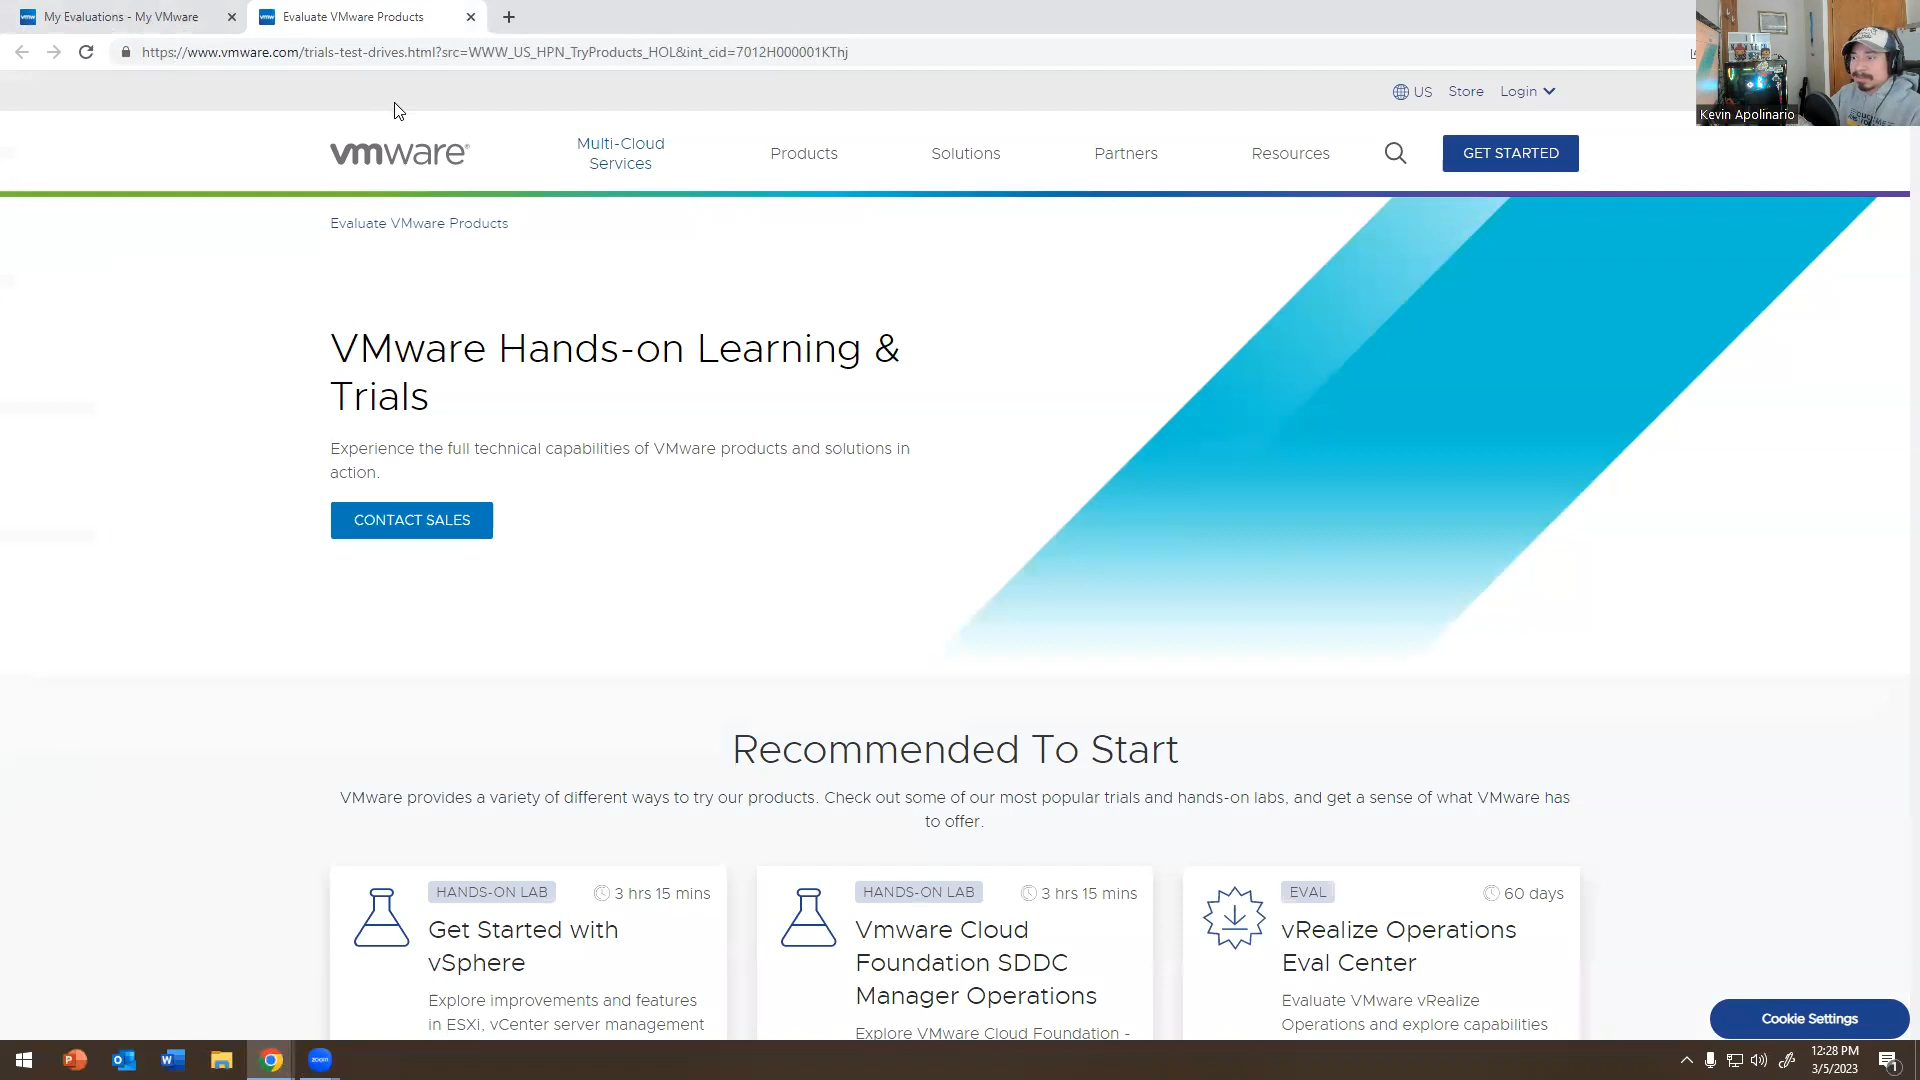 My Evaluations - My VMware
Evaluate VMware Products
https://www.vmware.com/trials-test-drives.html?src=WWW_US_HPN_TryProducts_HOL&int_cid=7012H000001KThj
US Store Login
Kevin Apolinario
vmware
Multi-Cloud
Services
Products
Solutions
Partners
Resources
GET STARTED
Evaluate VMware Products
VMware Hands-on Learning &
Trials
Experience the full technical capabilities of VMware products and solutions in
action.
CONTACT SALES
Recommended To Start
VMware provides a variety of different ways to try our products. Check out some of our most popular trials and hands-on labs, and get a sense of what VMware has
to offer.
HANDS-ON LAB 3 hrs 15 mins
Get Started with
vSphere
Explore improvements and features
in ESXi, vCenter server management
HANDS-ON LAB 3 hrs 15 mins
Vmware Cloud
Foundation SDDC
Manager Operations
Explore VMware Cloud Foundation -
EVAL 60 days
vRealize Operations
Eval Center
Evaluate VMware vRealize
Operations and explore capabilities
Cookie Settings
zoom
12:28 PM
3/5/2023
1